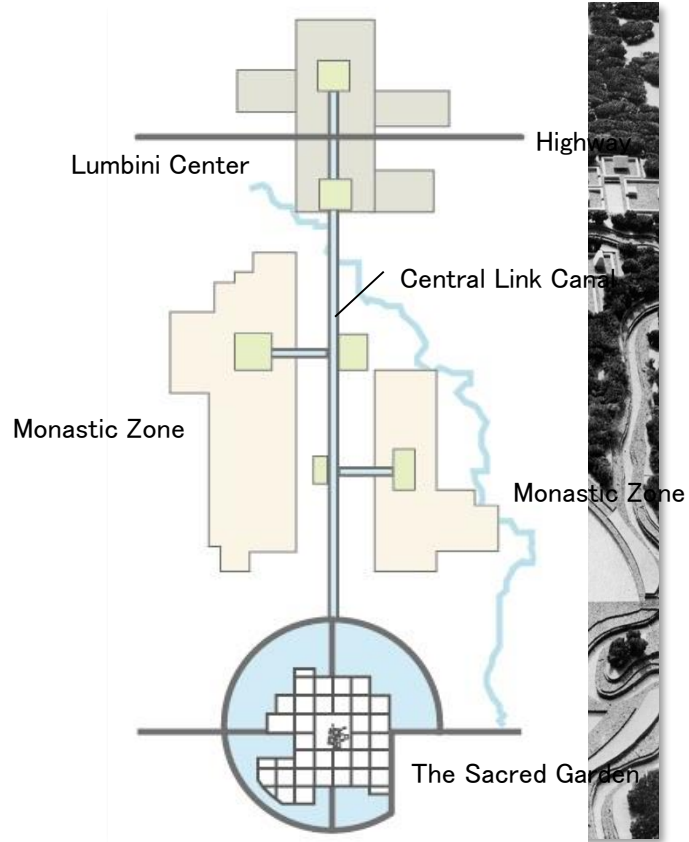 Highway
Lumbini Center
Central Link Canal
Monastic Zone
Monastic Zone
The Sacred Garden